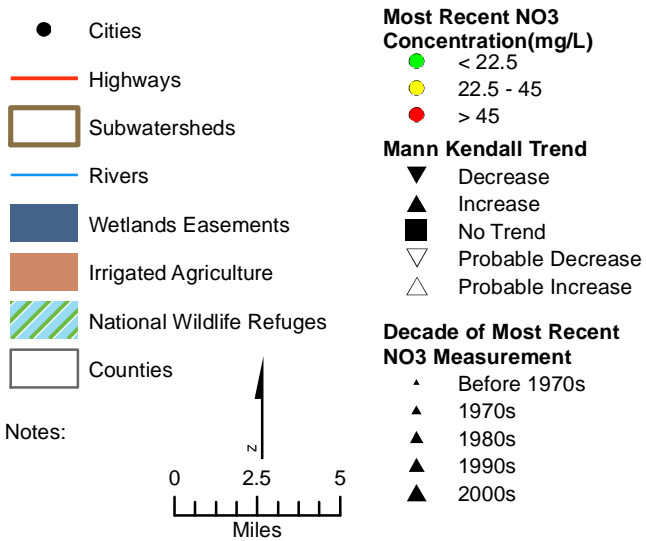 Cities
Highways
Subwatersheds
Rivers
Wetlands Easements
Irrigated Agriculture
National Wildlife Refuges
Counties
Notes:
z
0 2.5 5
Miles
Most Recent NO3
Concentration(mg/L)
< 22.5
22.5 - 45
> 45
Mann Kendall Trend
Decrease
Increase
No Trend
Probable Decrease
Probable Increase
Decade of Most Recent
NO3 Measurement
Before 1970s
1970s
1980s
1990s
2000s